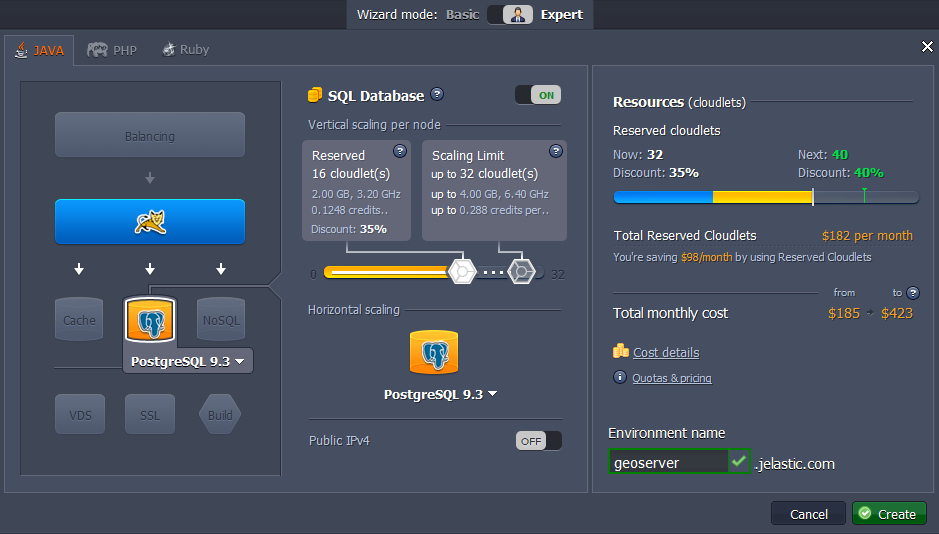 Wizard mode: Basic Expert
JAVA PHP Ruby
Balancing
Cache
NoSQL
PostgreSQL 9.3
VDS
SSL
Build
SQL Database ? ON
Vertical scaling per node
Reserved ?
16 cloudlet(s)
2.00 GB, 3.20 GHz
0.1248 credits..
Discount: 35%
Scaling Limit ?
up to 32 cloudlet(s)
up to 4.00 GB, 6.40 GHz
up to 0.288 credits per..
0 32
Horizontal scaling
PostgreSQL 9.3
Public IPv4 OFF
Resources (cloudlets)
Reserved cloudlets
Now: 32 Next: 40
Discount: 35% Discount: 40%
Total Reserved Cloudlets $182 per month
You're saving $98/month by using Reserved Cloudlets
from to ?
Total monthly cost $185 $423
Cost details
Quotas & pricing
Environment name
geoserver .jelastic.com
Cancel Create